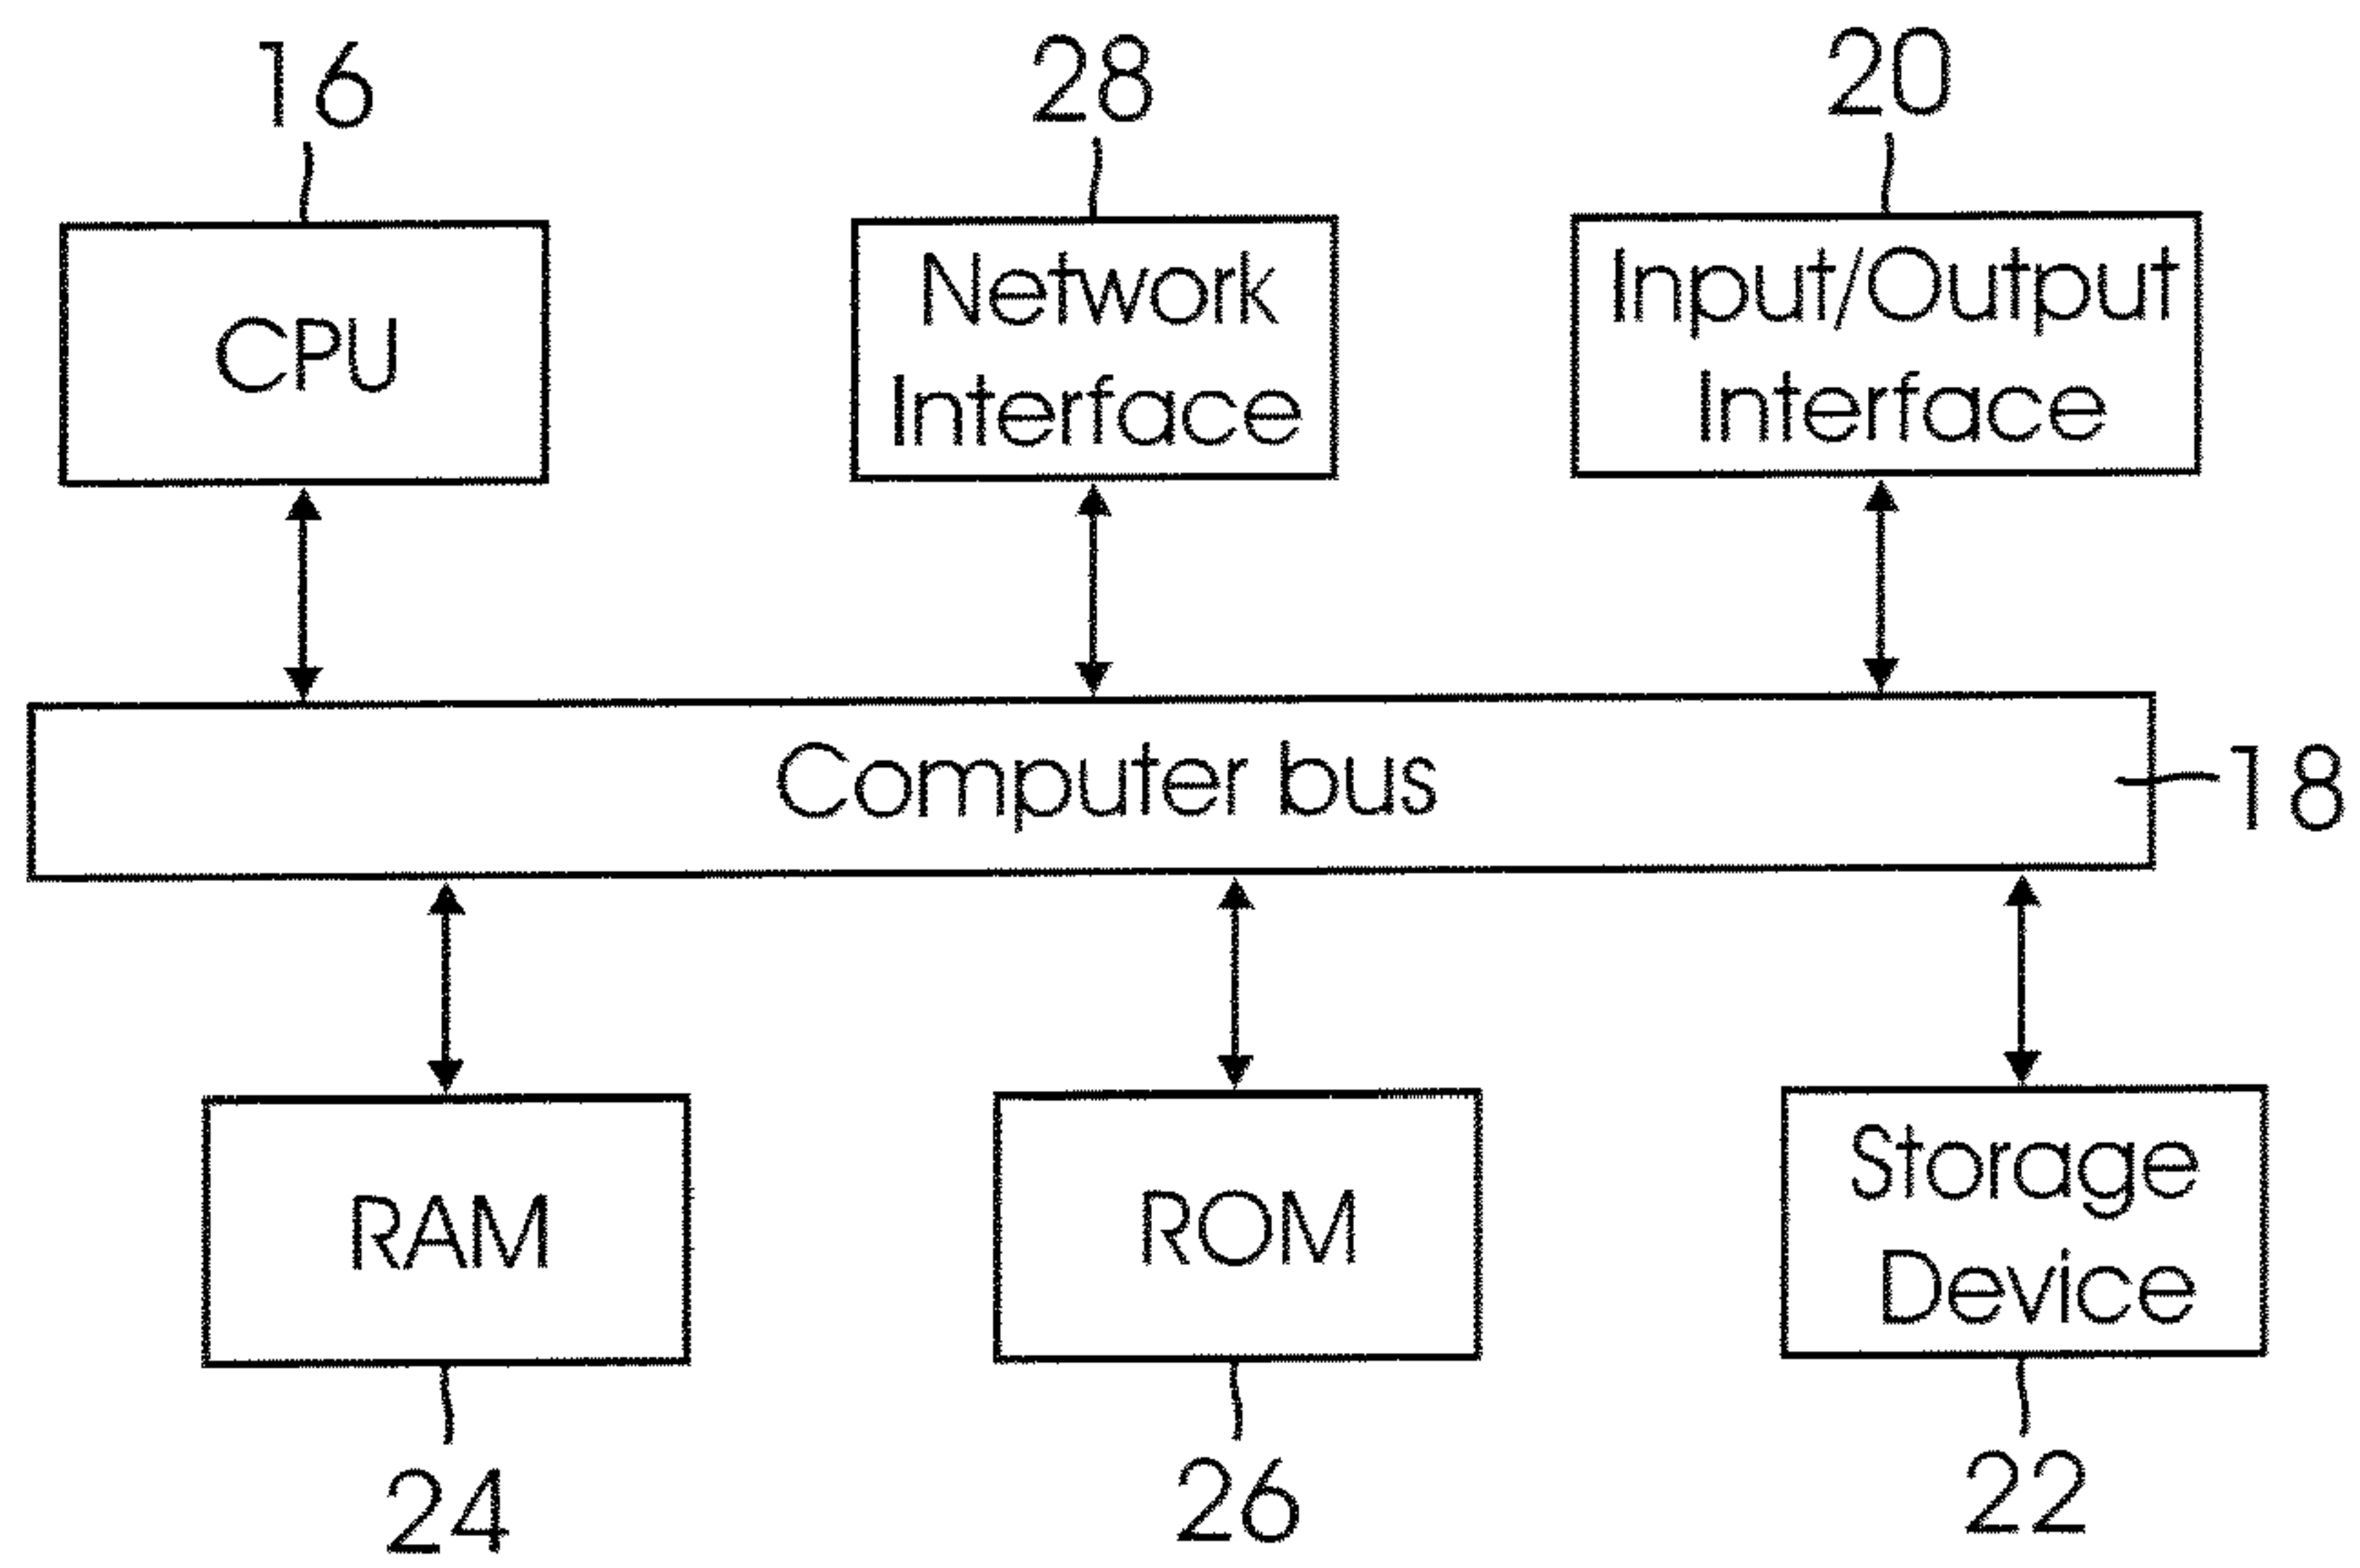 16
28
20
CPU
Network
Interface
Input/Output
Interface
Computer bus
18
RAM
ROM
Storage
Device
24
26
22